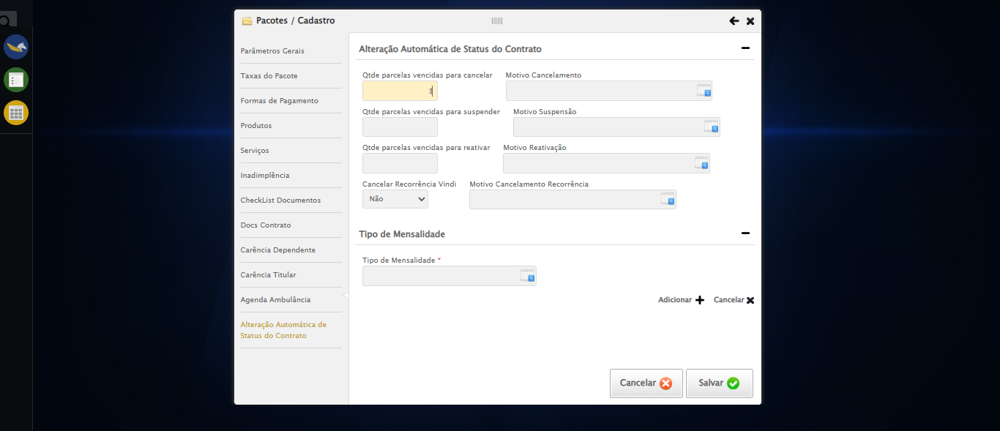 Pacotes / Cadastro
Parâmetros Gerais
Taxas do Pacote
Formas de Pagamento
Produtos
Serviços
Inadimplência
CheckList Documentos
Docs Contrato
Carência Dependente
Carência Titular
Agenda Ambulância
Alteração Automática de
Status do Contrato
Alteração Automática de Status do Contrato
Qtde parcelas vencidas para cancelar Motivo Cancelamento
3
Qtde parcelas vencidas para suspender Motivo Suspensão
Qtde parcelas vencidas para reativar Motivo Reativação
Cancelar Recorrência Vindi Motivo Cancelamento Recorrência
Não
Tipo de Mensalidade
Tipo de Mensalidade *
Adicionar Cancelar
Cancelar Salvar